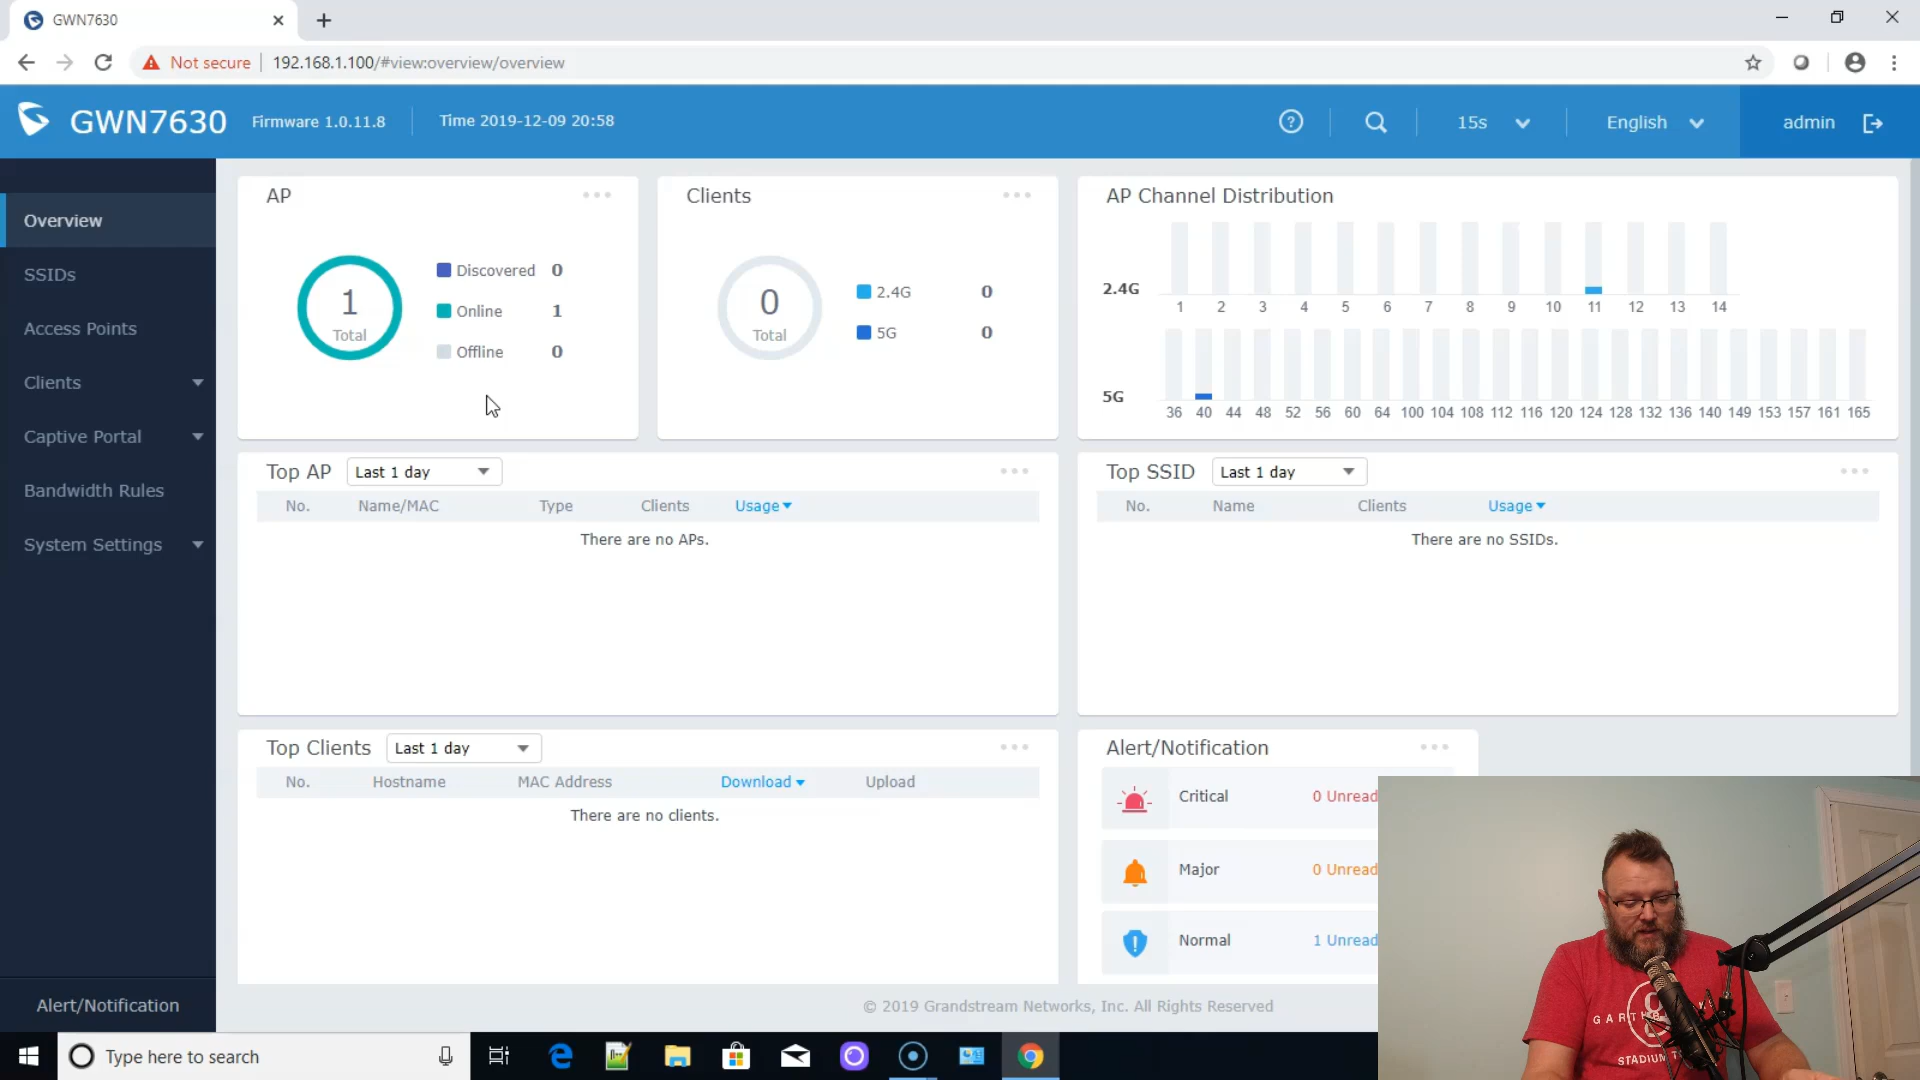 GWN7630
Not secure
192.168.1.100/#view:overview/overview
GWN7630
Firmware 1.0.11.8
Time 2019-12-09 20:58
15s
English
admin
Overview
SSIDs
Access Points
Clients
Captive Portal
Bandwidth Rules
System Settings
Alert/Notification
AP
1
Total
Discovered 0
Online 1
Offline 0
Clients
0
Total
2.4G 0
5G 0
AP Channel Distribution
2.4G
1 2 3 4 5 6 7 8 9 10 11 12 13 14
5G
36 40 44 48 52 56 60 64 100 104 108 112 116 120 124 128 132 136 140 149 153 157 161 165
Top AP Last 1 day
No. Name/MAC Type Clients Usage
There are no APs.
Top SSID Last 1 day
No. Name Clients Usage
There are no SSIDs.
Top Clients Last 1 day
No. Hostname MAC Address Download Upload
There are no clients.
Alert/Notification
Critical 0 Unread
Major 0 Unread
Normal 1 Unread
© 2019 Grandstream Networks, Inc. All Rights Reserved
Type here to search
STADIUM